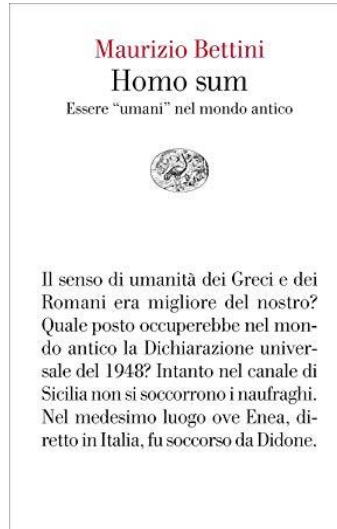 Maurizio Bettini
Homo sum
Essere “umani” nel mondo antico
Il senso di umanità dei Greci e dei
Romani era migliore del nostro?
Quale posto occuperebbe nel mon-
do antico la Dichiarazione univer-
sale del 1948? Intanto nel canale di
Sicilia non si soccorrono i naufraghi.
Nel medesimo luogo ove Enea, di-
retto in Italia, fu soccorso da Didone.